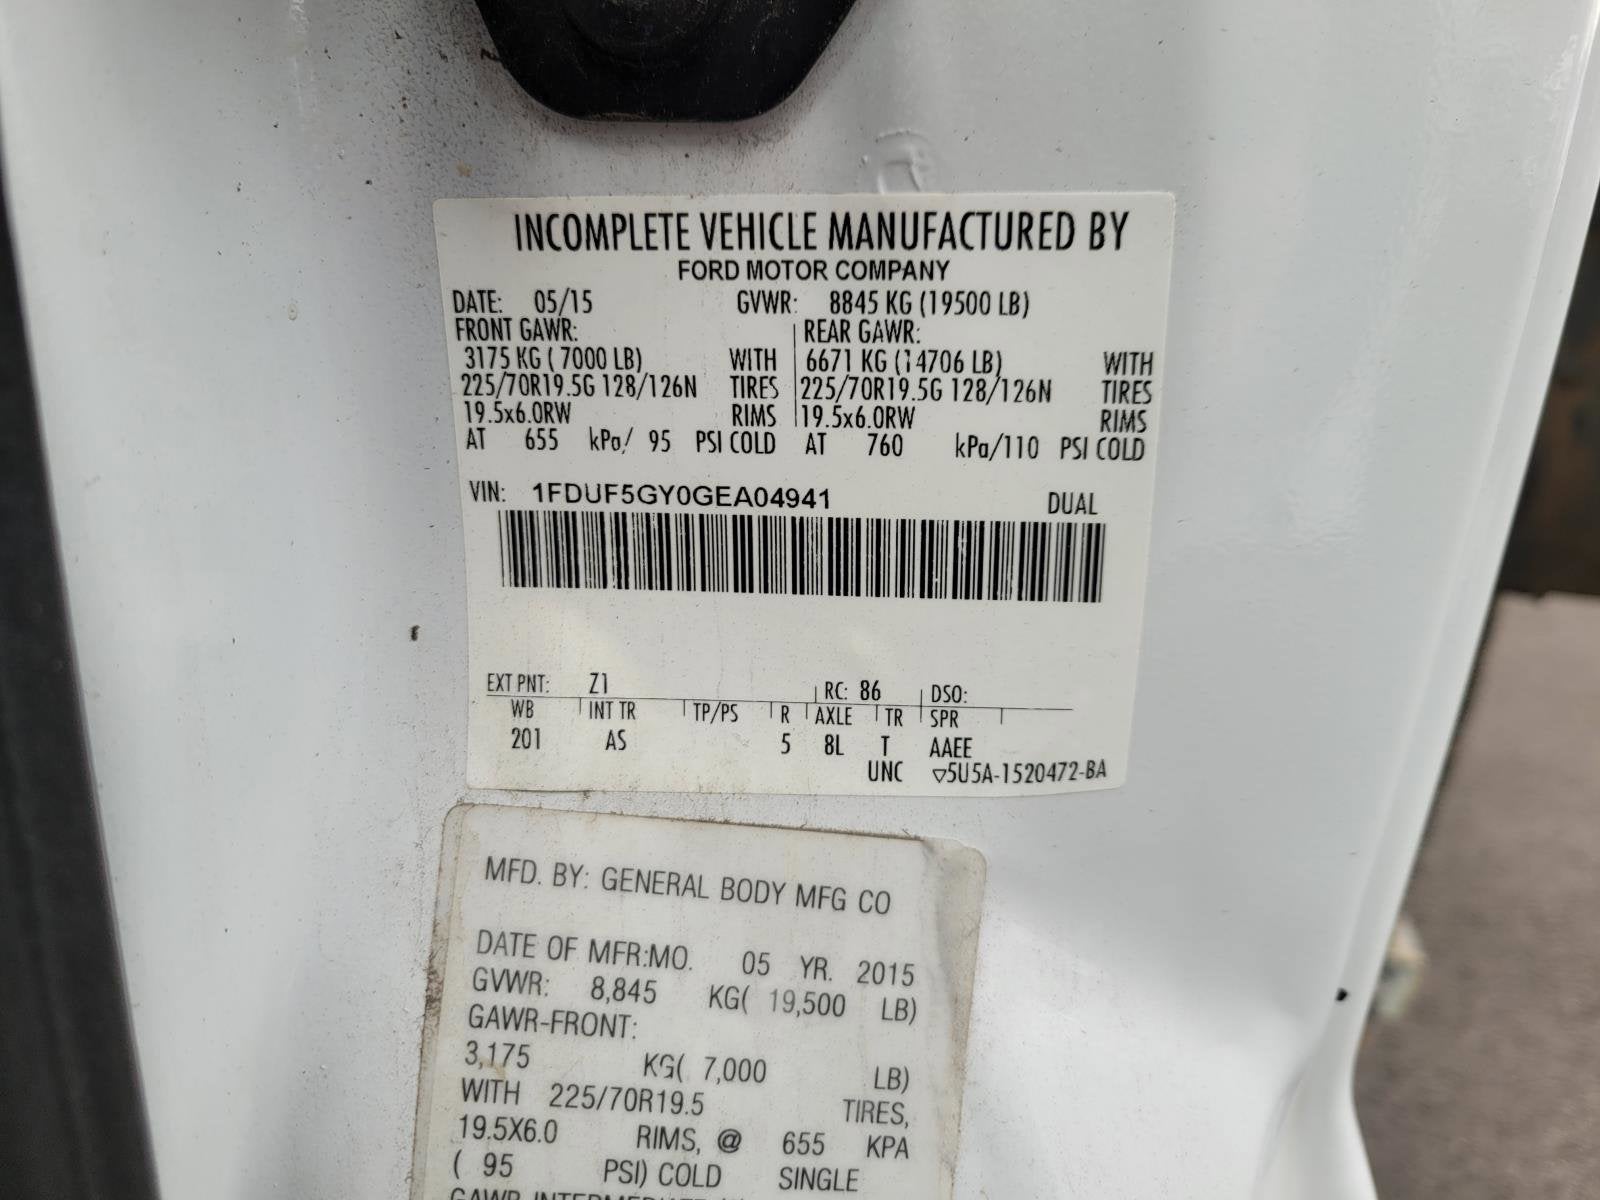 INCOMPLETE VEHICLE MANUFACTURED BY
FORD MOTOR COMPANY
DATE: 05/15 GVWR: 8845 KG (19500 LB)
FRONT GAWR: REAR GAWR:
3175 KG ( 7000 LB) WITH 6671 KG (14706 LB) WITH
225/70R19.5G 128/126N TIRES 225/70R19.5G 128/126N TIRES
19.5x6.0RW RIMS 19.5x6.0RW RIMS
AT 655 kPa/ 95 PSI COLD AT 760 kPa/110 PSI COLD
VIN: 1FDUF5GY0GEA04941 DUAL
EXT PNT: Z1 RC: 86 DSO:
WB INT TR TP/PS R AXLE TR SPR
201 AS 5 8L T AAEE
UNC ▽5U5A-1520472-BA
MFD. BY: GENERAL BODY MFG CO
DATE OF MFR:MO. 05 YR. 2015
GVWR: 8,845 KG( 19,500 LB)
GAWR-FRONT:
3,175 KG( 7,000 LB)
WITH 225/70R19.5 TIRES,
19.5X6.0 RIMS, @ 655 KPA
( 95 PSI) COLD SINGLE
GAWR-INTERMEDIATE